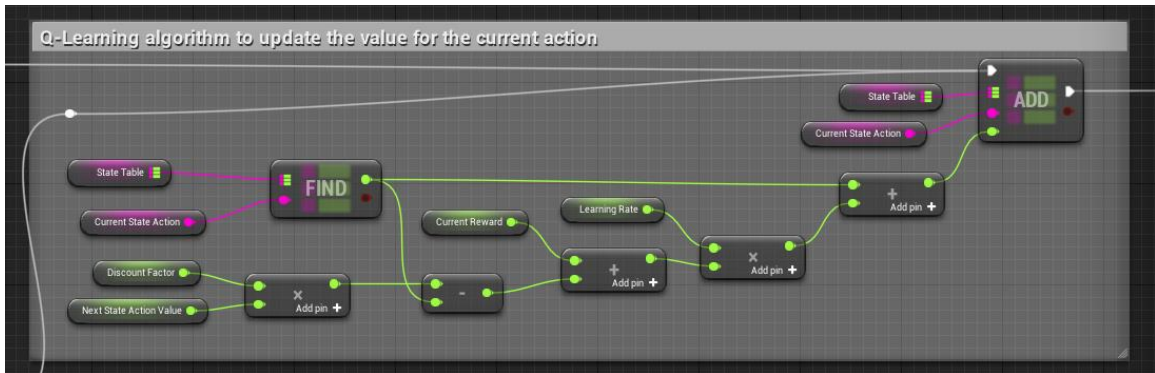 Q-Learning algorithm to update the value for the current action
State Table
ADD
Current State Action
State Table
FIND
Current State Action
+
Add pin +
Learning Rate
Current Reward
Discount Factor
+
Add pin +
×
Add pin +
×
Add pin +
-
Next State Action Value